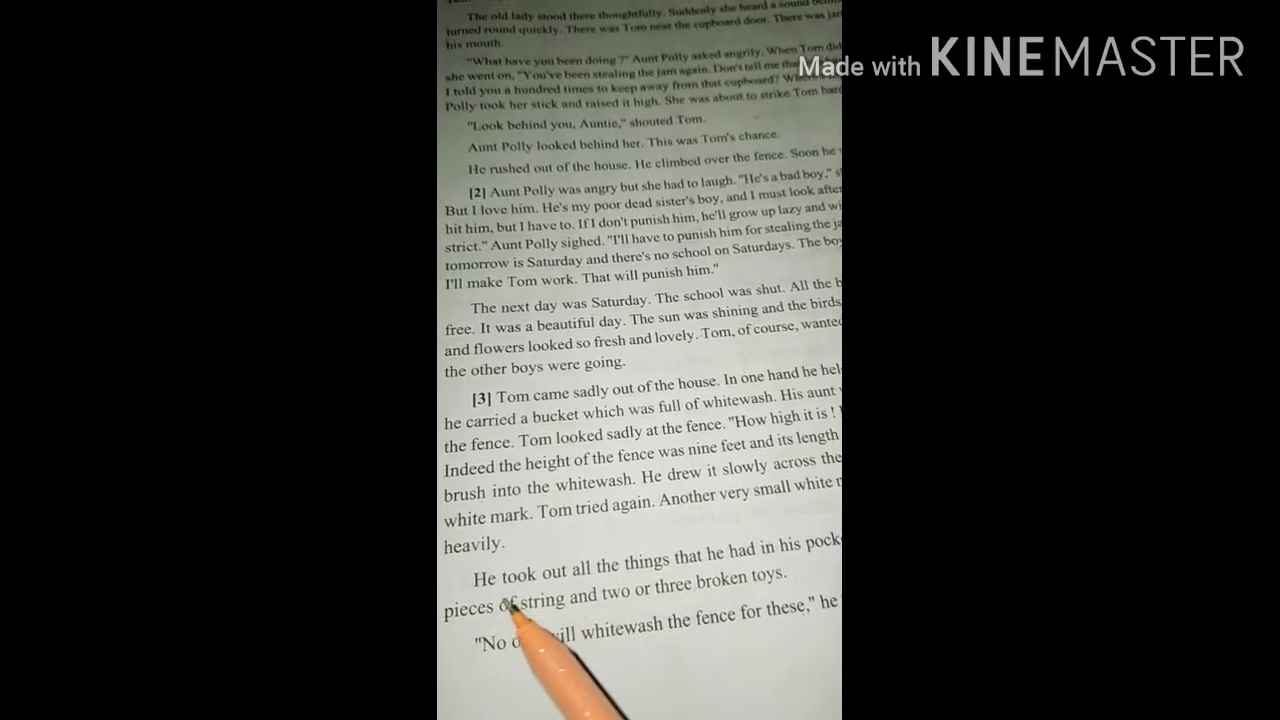 The old lady stood there thoughtfully. Suddenly she heard a sound behin
turned round quickly. There was Tom near the cupboard door. There was jam
his mouth.
"What have you been doing ?" Aunt Polly asked angrily. When Tom did
she went on, "You've been stealing the jam again. Don't tell me tha
I told you a hundred times to keep away from that cupboard?
Polly took her stick and raised it high. She was about to strike Tom hard
"Look behind you, Auntie," shouted Tom.
Aunt Polly looked behind her. This was Tom's chance.
He rushed out of the house. He climbed over the fence. Soon he
[2] Aunt Polly was angry but she had to laugh. "He's a bad boy," s
But I love him. He's my poor dead sister's boy, and I must look after
hit him, but I have to. If I don't punish him, he'll grow up lazy and wi
strict." Aunt Polly sighed. "I'll have to punish him for stealing the ja
tomorrow is Saturday and there's no school on Saturdays. The boy
I'll make Tom work. That will punish him."
The next day was Saturday. The school was shut. All the b
free. It was a beautiful day. The sun was shining and the birds
and flowers looked so fresh and lovely. Tom, of course, wanted
the other boys were going.
[3] Tom came sadly out of the house. In one hand he hel
he carried a bucket which was full of whitewash. His aunt
the fence. Tom looked sadly at the fence. "How high it is !
Indeed the height of the fence was nine feet and its length
brush into the whitewash. He drew it slowly across the
white mark. Tom tried again. Another very small white
heavily.
He took out all the things that he had in his pock
pieces of string and two or three broken toys.
"No will whitewash the fence for these," he
Made with KINEMASTER